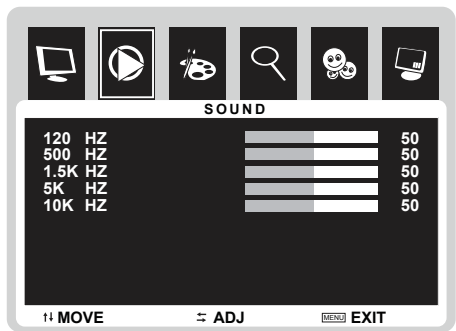 SOUND
120 HZ 50
500 HZ 50
1.5K HZ 50
5K HZ 50
10K HZ 50
↑↓ MOVE ⇆ ADJ MENU EXIT